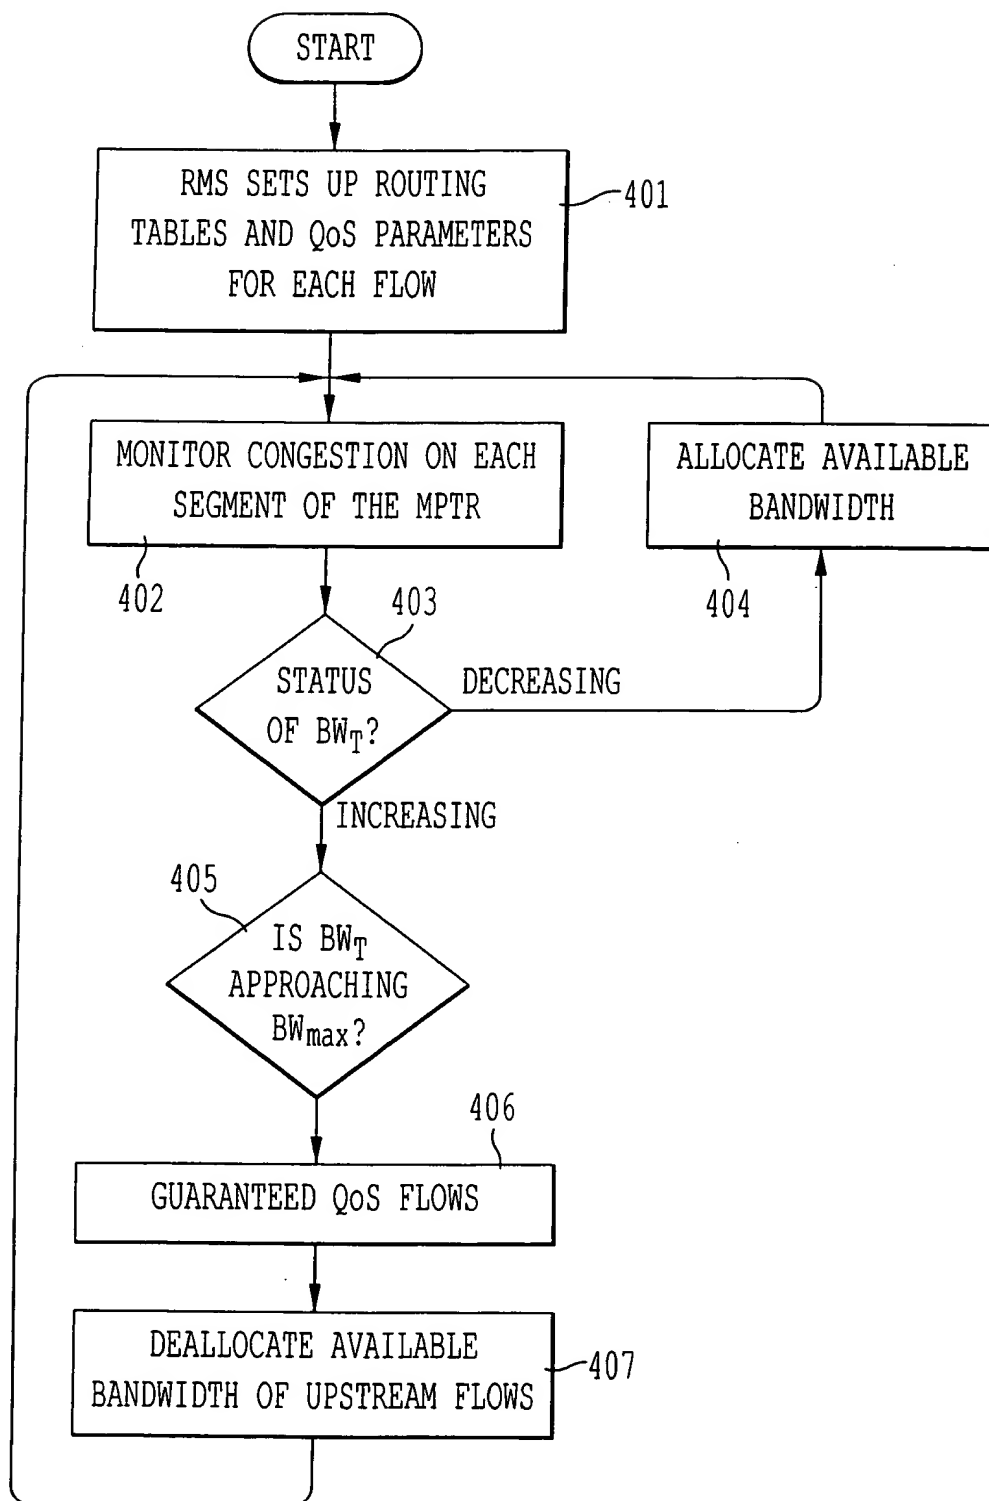 START
RMS SETS UP ROUTING
TABLES AND QoS PARAMETERS
FOR EACH FLOW
401
MONITOR CONGESTION ON EACH
SEGMENT OF THE MPTR
402
ALLOCATE AVAILABLE
BANDWIDTH
404
403
STATUS
OF BWT?
DECREASING
INCREASING
405
IS BWT
APPROACHING
BWmax?
406
GUARANTEED QoS FLOWS
DEALLOCATE AVAILABLE
BANDWIDTH OF UPSTREAM FLOWS
407